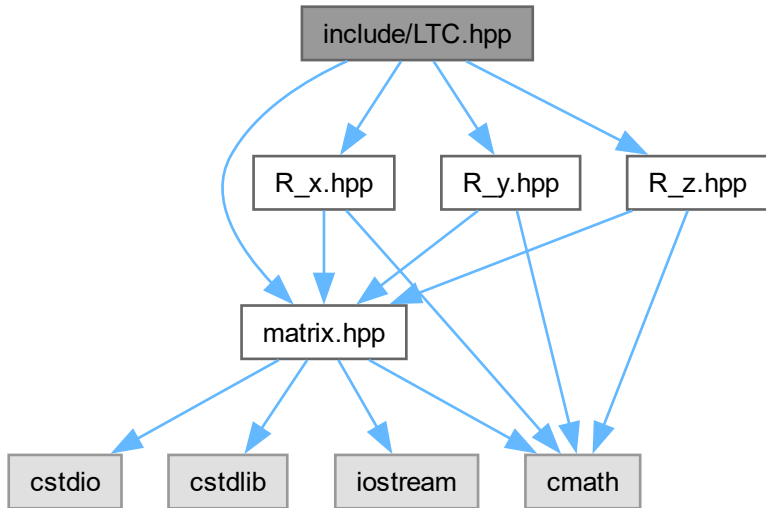 include/LTC.hpp
R_x.hpp
R_y.hpp
R_z.hpp
matrix.hpp
cstdio
cstdlib
iostream
cmath